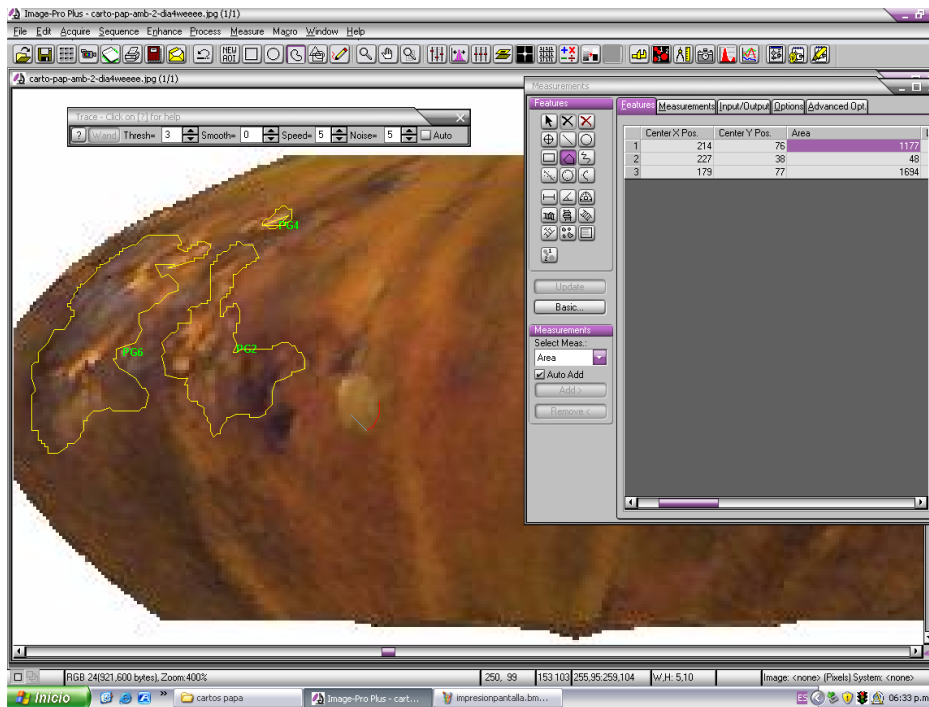 Image-Pro Plus - carto-pap-amb-2-dia4weeee.jpg (1/1)
File Edit Acquire Sequence Enhance Process Measure Magro Window Help
NEW AOI
carto-pap-amb-2-dia4weeee.jpg (1/1)
Trace - Click on [?] for help
? Wand Thresh= 3 Smooth= 0 Speed= 5 Noise= 5 Auto
PG4
PG6
PG2
Measurements
Features
Features Measurements Input/Output Options Advanced Opt.
Center X Pos. Center Y Pos. Area
1 214 76 1177
2 227 38 48
3 179 77 1694
Update
Basic...
Measurements
Select Meas.:
Area
Auto Add
Add >
Remove <
RGB 24(921,600 bytes), Zoom:400% 250, 99 153 103|255,95:259,104 W,H: 5,10 Image: <none> (Pixels) System: <none>
Inicio » cartos papa Image-Pro Plus - cart... impresionpantalla.bm... ES 06:33 p.m.